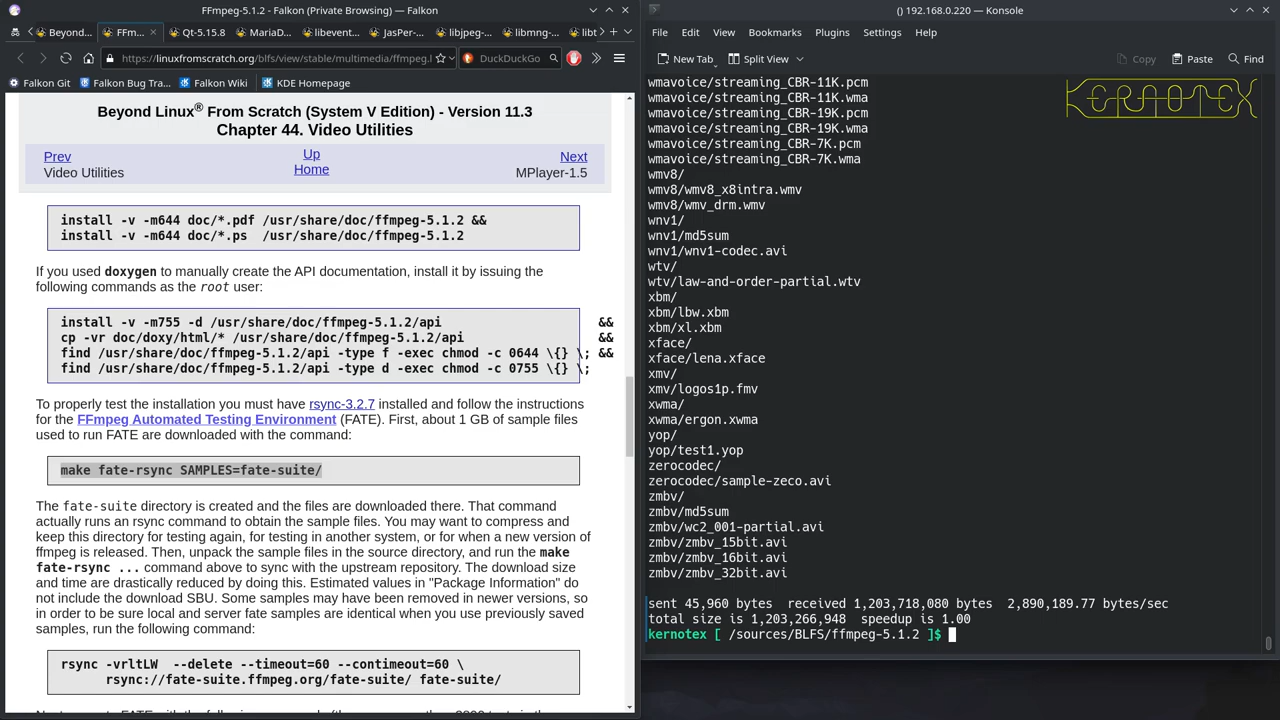 FFmpeg-5.1.2 - Falkon (Private Browsing) — Falkon
Beyond...
FFm...
Qt-5.15.8
MariaD...
libevent...
JasPer-...
libjpeg-...
libmng-...
libt
https://linuxfromscratch.org/blfs/view/stable/multimedia/ffmpeg.l
DuckDuckGo
Falkon Git
Falkon Bug Tra...
Falkon Wiki
KDE Homepage
Beyond Linux® From Scratch (System V Edition) - Version 11.3
Chapter 44. Video Utilities
Prev
Up
Next
Video Utilities
Home
MPlayer-1.5
install -v -m644 doc/*.pdf /usr/share/doc/ffmpeg-5.1.2 &&
install -v -m644 doc/*.ps  /usr/share/doc/ffmpeg-5.1.2
If you used doxygen to manually create the API documentation, install it by issuing the
following commands as the root user:
install -v -m755 -d /usr/share/doc/ffmpeg-5.1.2/api                     &&
cp -vr doc/doxy/html/* /usr/share/doc/ffmpeg-5.1.2/api                  &&
find /usr/share/doc/ffmpeg-5.1.2/api -type f -exec chmod -c 0644 \{} \; &&
find /usr/share/doc/ffmpeg-5.1.2/api -type d -exec chmod -c 0755 \{} \;
To properly test the installation you must have rsync-3.2.7 installed and follow the instructions
for the FFmpeg Automated Testing Environment (FATE). First, about 1 GB of sample files
used to run FATE are downloaded with the command:
make fate-rsync SAMPLES=fate-suite/
The fate-suite directory is created and the files are downloaded there. That command
actually runs an rsync command to obtain the sample files. You may want to compress and
keep this directory for testing again, for testing in another system, or for when a new version of
ffmpeg is released. Then, unpack the sample files in the source directory, and run the make
fate-rsync ... command above to sync with the upstream repository. The download size
and time are drastically reduced by doing this. Estimated values in "Package Information" do
not include the download SBU. Some samples may have been removed in newer versions, so
in order to be sure local and server fate samples are identical when you use previously saved
samples, run the following command:
rsync -vrltLW  --delete --timeout=60 --contimeout=60 \
rsync://fate-suite.ffmpeg.org/fate-suite/ fate-suite/
() 192.168.0.220 — Konsole
File
Edit
View
Bookmarks
Plugins
Settings
Help
New Tab
Split View
Copy
Paste
Find
KERNOTEX
wmavoice/streaming_CBR-11K.pcm
wmavoice/streaming_CBR-11K.wma
wmavoice/streaming_CBR-19K.pcm
wmavoice/streaming_CBR-19K.wma
wmavoice/streaming_CBR-7K.pcm
wmavoice/streaming_CBR-7K.wma
wmv8/
wmv8/wmv8_x8intra.wmv
wmv8/wmv_drm.wmv
wnv1/
wnv1/md5sum
wnv1/wnv1-codec.avi
wtv/
wtv/law-and-order-partial.wtv
xbm/
xbm/lbw.xbm
xbm/xl.xbm
xface/
xface/lena.xface
xmv/
xmv/logos1p.fmv
xwma/
xwma/ergon.xwma
yop/
yop/test1.yop
zerocodec/
zerocodec/sample-zeco.avi
zmbv/
zmbv/md5sum
zmbv/wc2_001-partial.avi
zmbv/zmbv_15bit.avi
zmbv/zmbv_16bit.avi
zmbv/zmbv_32bit.avi
sent 45,960 bytes  received 1,203,718,080 bytes  2,890,189.77 bytes/sec
total size is 1,203,266,948  speedup is 1.00
kernotex [ /sources/BLFS/ffmpeg-5.1.2 ]$